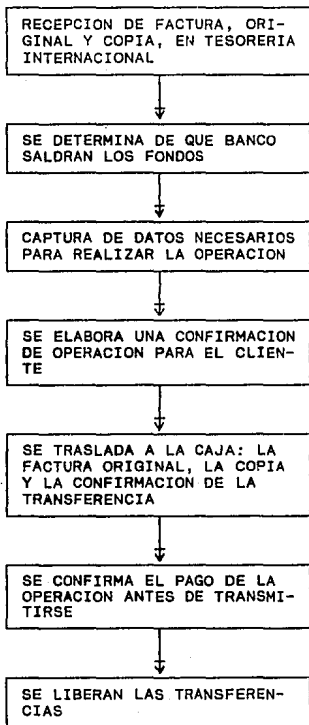 RECEPCION DE FACTURA, ORI-
GINAL Y COPIA, EN TESORERIA
INTERNACIONAL
SE DETERMINA DE QUE BANCO
SALDRAN LOS FONDOS
CAPTURA DE DATOS NECESARIOS
PARA REALIZAR LA OPERACION
SE ELABORA UNA CONFIRMACION
DE OPERACION PARA EL CLIEN-
TE
SE TRASLADA A LA CAJA: LA
FACTURA ORIGINAL, LA COPIA
Y LA CONFIRMACION DE LA
TRANSFERENCIA
SE CONFIRMA EL PAGO DE LA
OPERACION ANTES DE TRANSMI-
TIRSE
SE LIBERAN LAS TRANSFEREN-
CIAS